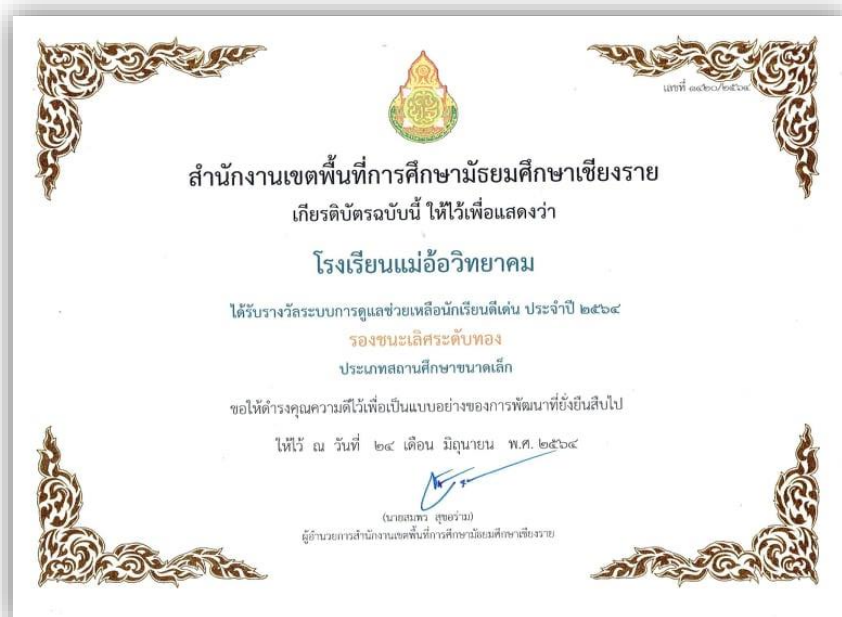 เลขที่ ๑๔๒๐/๒๕๖๔
สำนักงานเขตพื้นที่การศึกษามัธยมศึกษาเชียงราย
เกียรติบัตรฉบับนี้ ให้ไว้เพื่อแสดงว่า
โรงเรียนแม่อ้อวิทยาคม
ได้รับรางวัลระบบการดูแลช่วยเหลือนักเรียนดีเด่น ประจำปี ๒๕๖๔
รองชนะเลิศระดับทอง
ประเภทสถานศึกษาขนาดเล็ก
ขอให้ดำรงคุณความดีไว้เพื่อเป็นแบบอย่างของการพัฒนาที่ยั่งยืนสืบไป
ให้ไว้ ณ วันที่ ๒๔ เดือน มิถุนายน พ.ศ. ๒๕๖๔
(นายสมพร สุขอร่าม)
ผู้อำนวยการสำนักงานเขตพื้นที่การศึกษามัธยมศึกษาเชียงราย